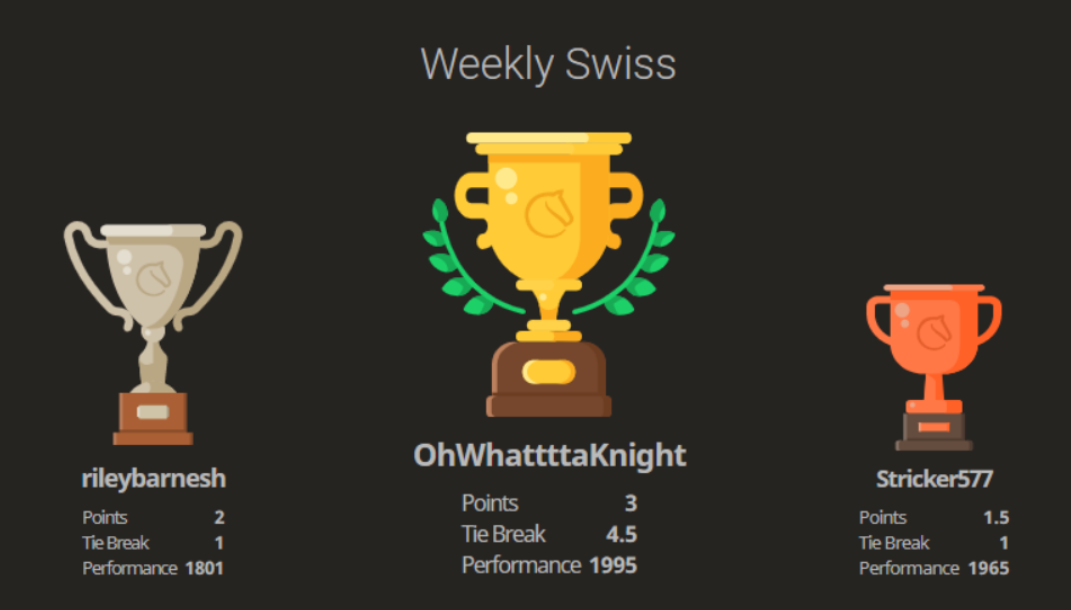 Weekly Swiss
rileybarnesh
Points 2
Tie Break 1
Performance 1801
OhWhattttaKnight
Points 3
Tie Break 4.5
Performance 1995
Stricker577
Points 1.5
Tie Break 1
Performance 1965